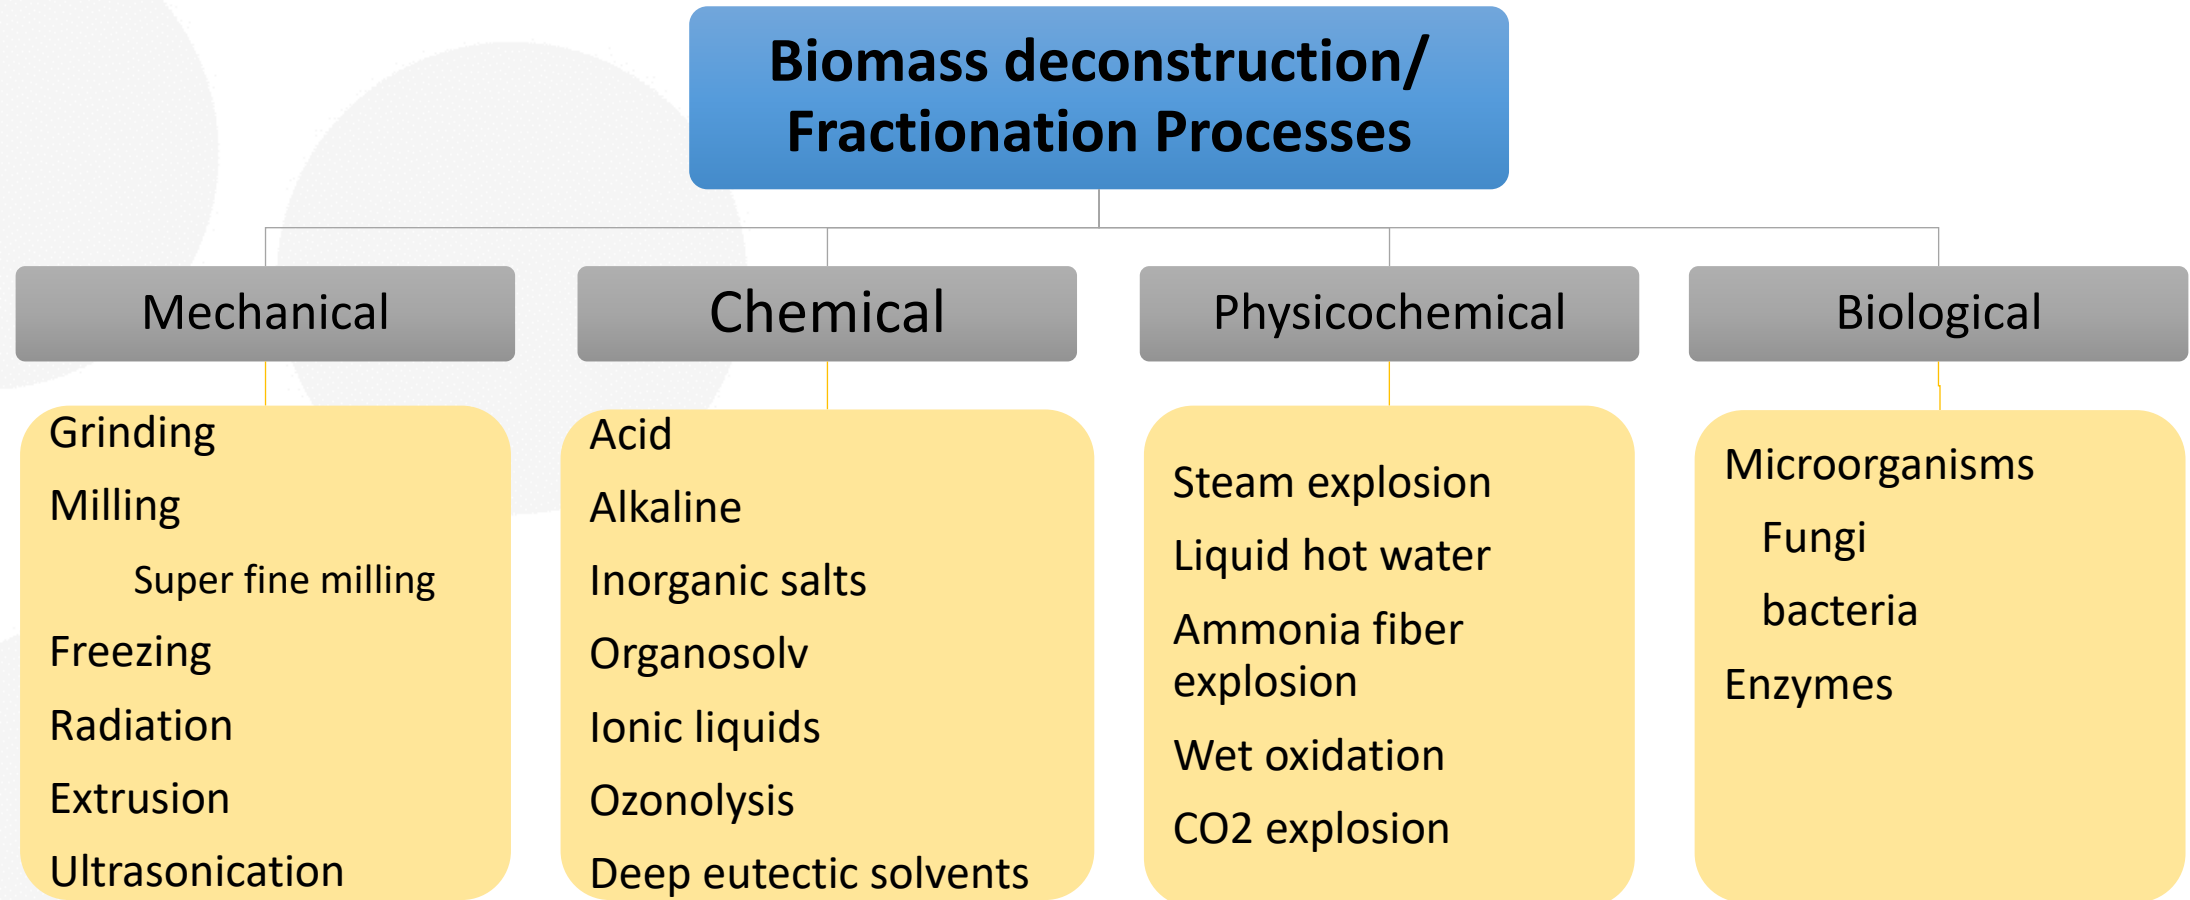 Biomass deconstruction/
Fractionation Processes
Mechanical
Grinding
Milling
Super fine milling
Freezing
Radiation
Extrusion
Ultrasonication
Chemical
Acid
Alkaline
Inorganic salts
Organosolv
Ionic liquids
Ozonolysis
Deep eutectic solvents
Physicochemical
Steam explosion
Liquid hot water
Ammonia fiber
explosion
Wet oxidation
CO2 explosion
Biological
Microorganisms
Fungi
bacteria
Enzymes